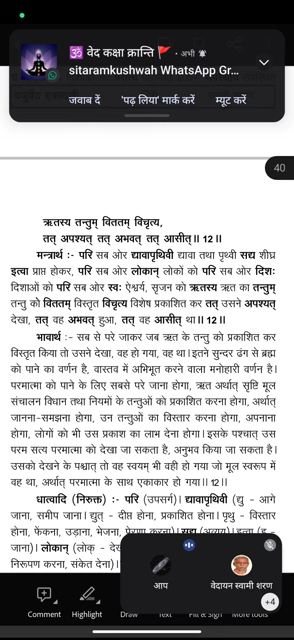 🕉️ वेद कक्षा क्रान्ति 🚩 • अभी
sitaramkushwah WhatsApp Gr...
जवाब दें 'पढ़ लिया' मार्क करें म्यूट करें
40
ऋतस्य तन्तुम् विततम् विचृत्य,
तत् अपश्यत् तत् अभवत् तत् आसीत्॥12॥
मन्त्रार्थ :- परि सब ओर द्यावापृथिवी द्यावा तथा पृथ्वी सद्य शीघ्र
इत्वा प्राप्त होकर, परि सब ओर लोकान् लोकों को परि सब ओर दिशः
दिशाओं को परि सब ओर स्वः ऐश्वर्य, सृजन को ऋतस्य ऋत का तन्तुम्
तन्तु को विततम् विस्तृत विचृत्य विशेष प्रकाशित कर तत् उसने अपश्यत्
देखा, तत् वह अभवत् हुआ, तत् वह आसीत् था॥12॥
भावार्थ :- सब से परे जाकर जब ऋत के तन्तु को प्रकाशित कर
विस्तृत किया तो उसने देखा, वह हो गया, वह था। इतने सुन्दर ढंग से ब्रह्म
को पाने का वर्णन है, वास्तव में अभिभूत करने वाला मनोहारी वर्णन है।
परमात्मा को पाने के लिए सबसे परे जाना होगा, ऋत अर्थात् सृष्टि मूल
संचालन विधान तथा नियमों के तन्तुओं को प्रकाशित करना होगा, अर्थात्
जानना-समझना होगा, उन तन्तुओं का विस्तार करना होगा, अपनाना
होगा, लोगों को भी उस प्रकाश का लाभ देना होगा। इसके पश्चात् उस
परम सत्य परमात्मा को देखा जा सकता है, अनुभव किया जा सकता है।
उसको देखने के पश्चात् तो वह स्वयम् भी वही हो गया जो मूल स्वरूप में
वह था, अर्थात् परमात्मा के साथ एकाकार हो गया॥12॥
धात्वादि (निरुक्त) :- परि (उपसर्ग)। द्यावापृथिवी (द्यु - आगे
जाना, समीप जाना। द्युत् - दीप्त होना, प्रकाशित होना। पृथु - विस्तार
होना, फेंकना, उड़ाना, भेजना, प्रेरणा करना)।
जाना)। लोकान् (लोक् -
निरूपण करना, संकेत देना)।
आप
वेदायन स्वामी शरण
+4
Comment Highlight Draw Text Fill & Sign More tools